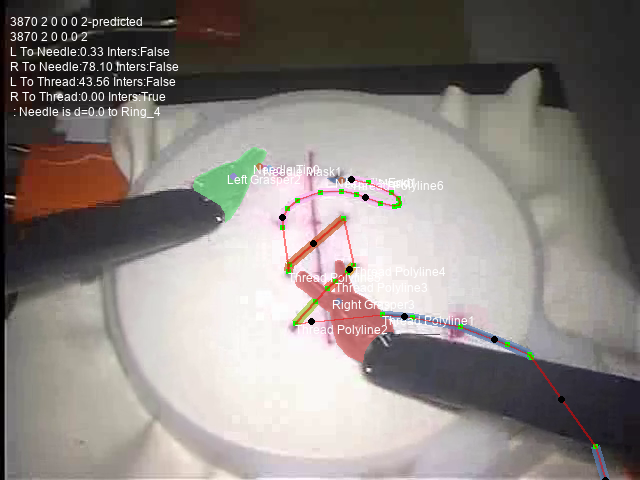 3870 2 0 0 0 2-predicted
3870 2 0 0 0 2
L To Needle:0.33 Inters:False
R To Needle:78.10 Inters:False
L To Thread:43.56 Inters:False
R To Thread:0.00 Inters:True
: Needle is d=0.0 to Ring_4
Left Grasper2
Thread Polyline6
Thread Polyline4
Thread Polyline3
Right Grasper3
Thread Polyline1
Thread Polyline2